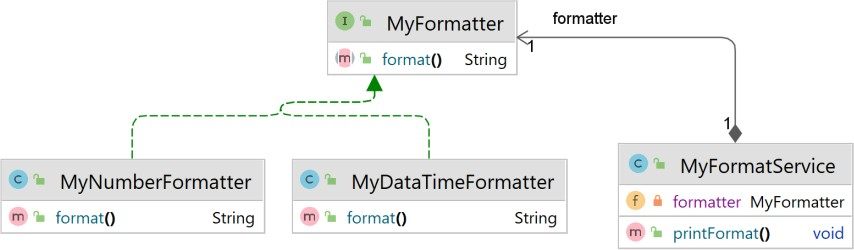 MyFormatter
I
m format() String
formatter
1
1
C MyNumberFormatter
m format() String
C MyDataTimeFormatter
m format() String
C MyFormatService
f formatter MyFormatter
m printFormat() void